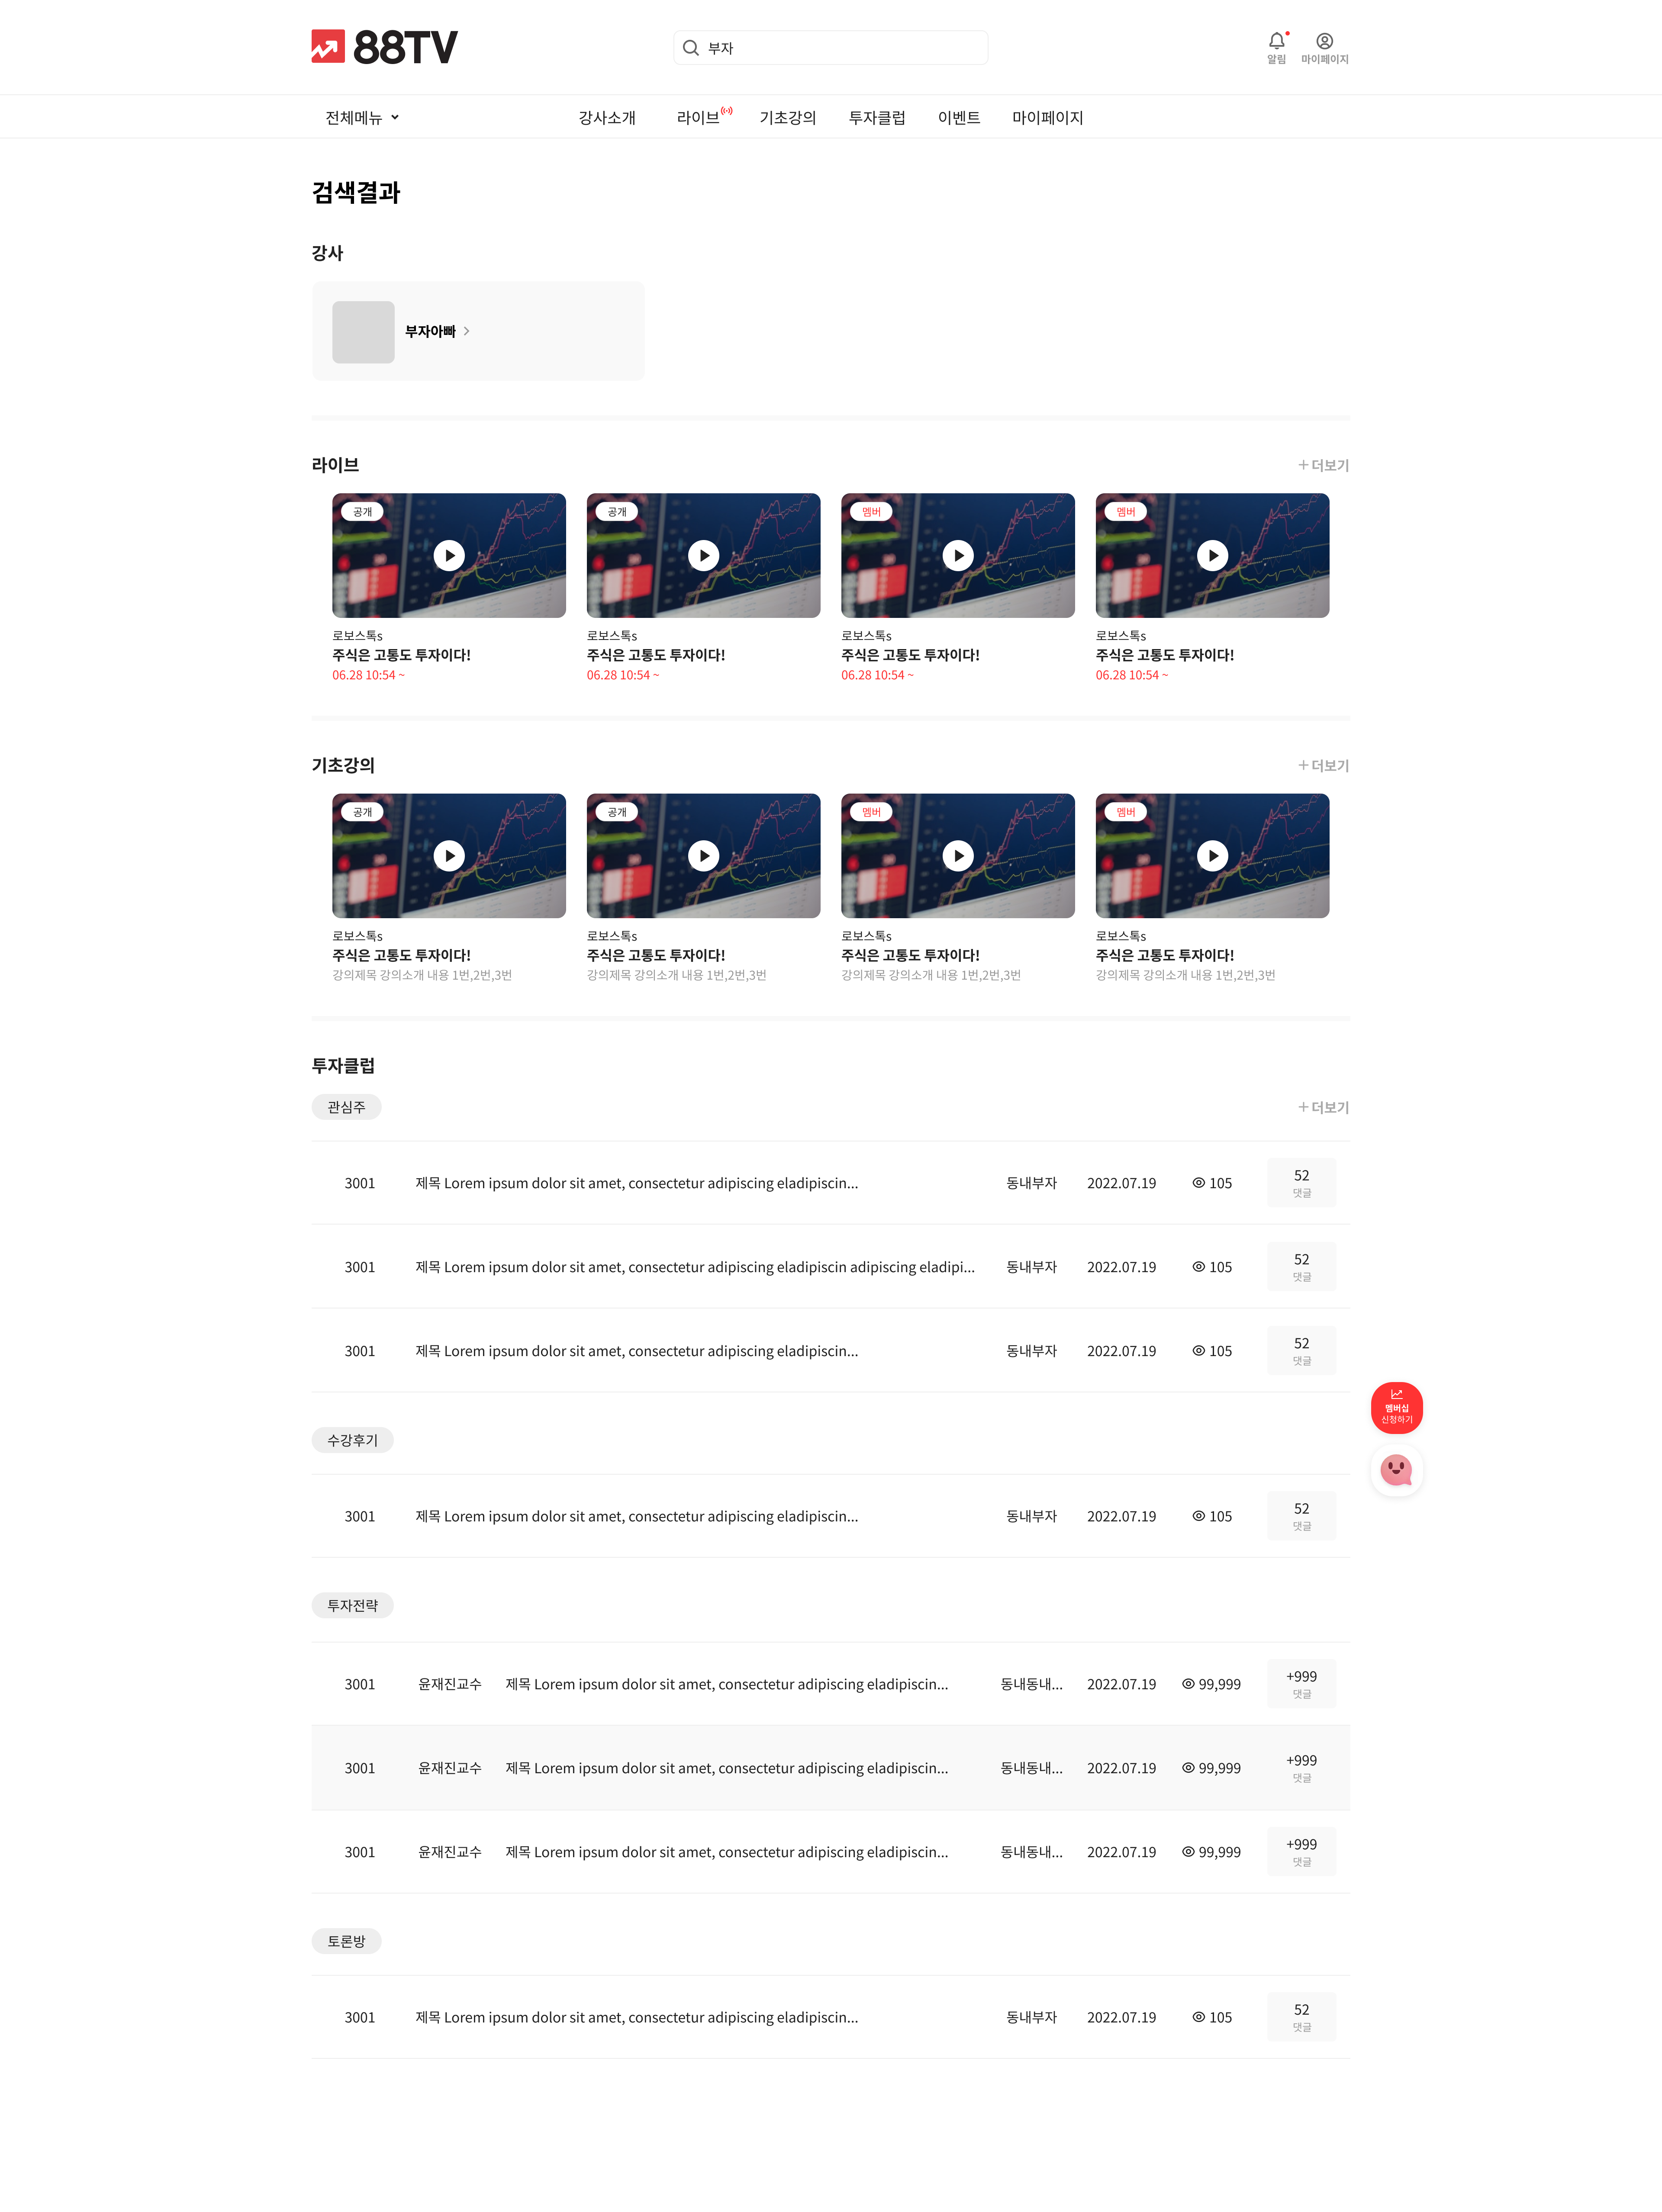 88TV
부자
알림
마이페이지
전체메뉴
강사소개
라이브
기초강의
투자클럽
이벤트
마이페이지
검색결과
강사
부자아빠
라이브
더보기
공개
공개
멤버
멤버
로보스톡s
로보스톡s
로보스톡s
로보스톡s
주식은 고통도 투자이다!
주식은 고통도 투자이다!
주식은 고통도 투자이다!
주식은 고통도 투자이다!
06.28 10:54 ~
06.28 10:54 ~
06.28 10:54 ~
06.28 10:54 ~
기초강의
더보기
공개
공개
멤버
멤버
로보스톡s
로보스톡s
로보스톡s
로보스톡s
주식은 고통도 투자이다!
주식은 고통도 투자이다!
주식은 고통도 투자이다!
주식은 고통도 투자이다!
강의제목 강의소개 내용 1번,2번,3번
강의제목 강의소개 내용 1번,2번,3번
강의제목 강의소개 내용 1번,2번,3번
강의제목 강의소개 내용 1번,2번,3번
투자클럽
관심주
더보기
3001 제목 Lorem ipsum dolor sit amet, consectetur adipiscing eladipiscin... 동내부자 2022.07.19 105 52 댓글
3001 제목 Lorem ipsum dolor sit amet, consectetur adipiscing eladipiscin adipiscing eladipi... 동내부자 2022.07.19 105 52 댓글
3001 제목 Lorem ipsum dolor sit amet, consectetur adipiscing eladipiscin... 동내부자 2022.07.19 105 52 댓글
멤버십
신청하기
수강후기
3001 제목 Lorem ipsum dolor sit amet, consectetur adipiscing eladipiscin... 동내부자 2022.07.19 105 52 댓글
투자전략
3001 윤재진교수 제목 Lorem ipsum dolor sit amet, consectetur adipiscing eladipiscin... 동내동내... 2022.07.19 99,999 +999 댓글
3001 윤재진교수 제목 Lorem ipsum dolor sit amet, consectetur adipiscing eladipiscin... 동내동내... 2022.07.19 99,999 +999 댓글
3001 윤재진교수 제목 Lorem ipsum dolor sit amet, consectetur adipiscing eladipiscin... 동내동내... 2022.07.19 99,999 +999 댓글
토론방
3001 제목 Lorem ipsum dolor sit amet, consectetur adipiscing eladipiscin... 동내부자 2022.07.19 105 52 댓글